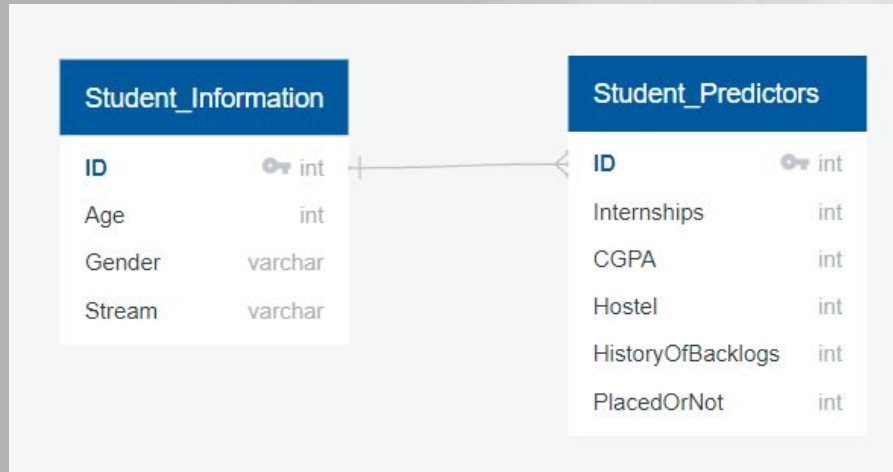 Student_Information
ID int
Age int
Gender varchar
Stream varchar
Student_Predictors
ID int
Internships int
CGPA int
Hostel int
HistoryOfBacklogs int
PlacedOrNot int